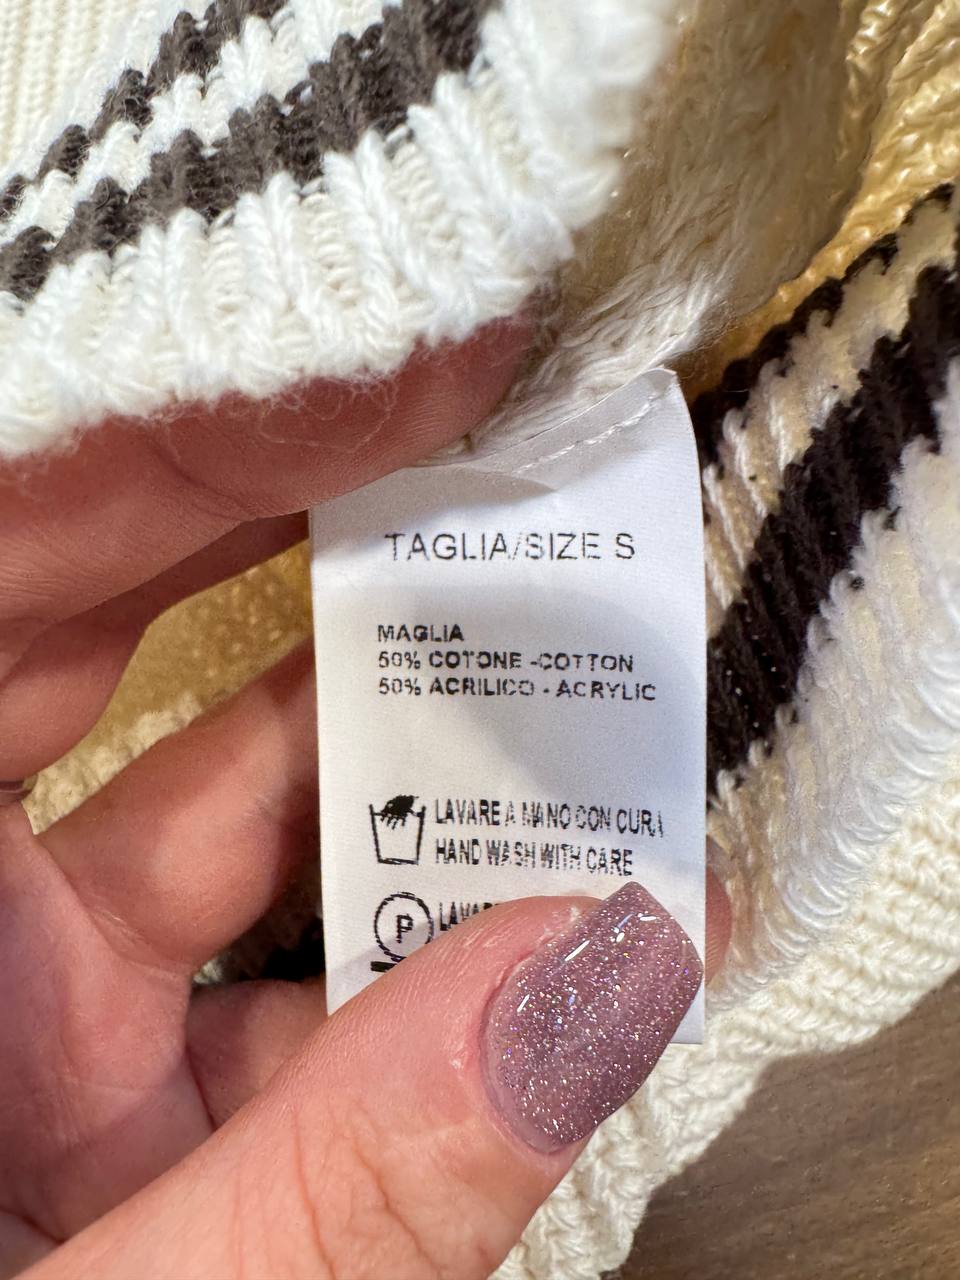 TAGLIA/SIZE S
MAGLIA
50% COTONE -COTTON
50% ACRILICO - ACRYLIC
LAVARE A MANO CON CURA
HAND WASH WITH CARE
P